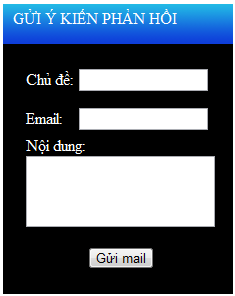 GỬI Ý KIẾN PHẢN HỒI
Chủ đề:
Email:
Nội dung:
Gửi mail